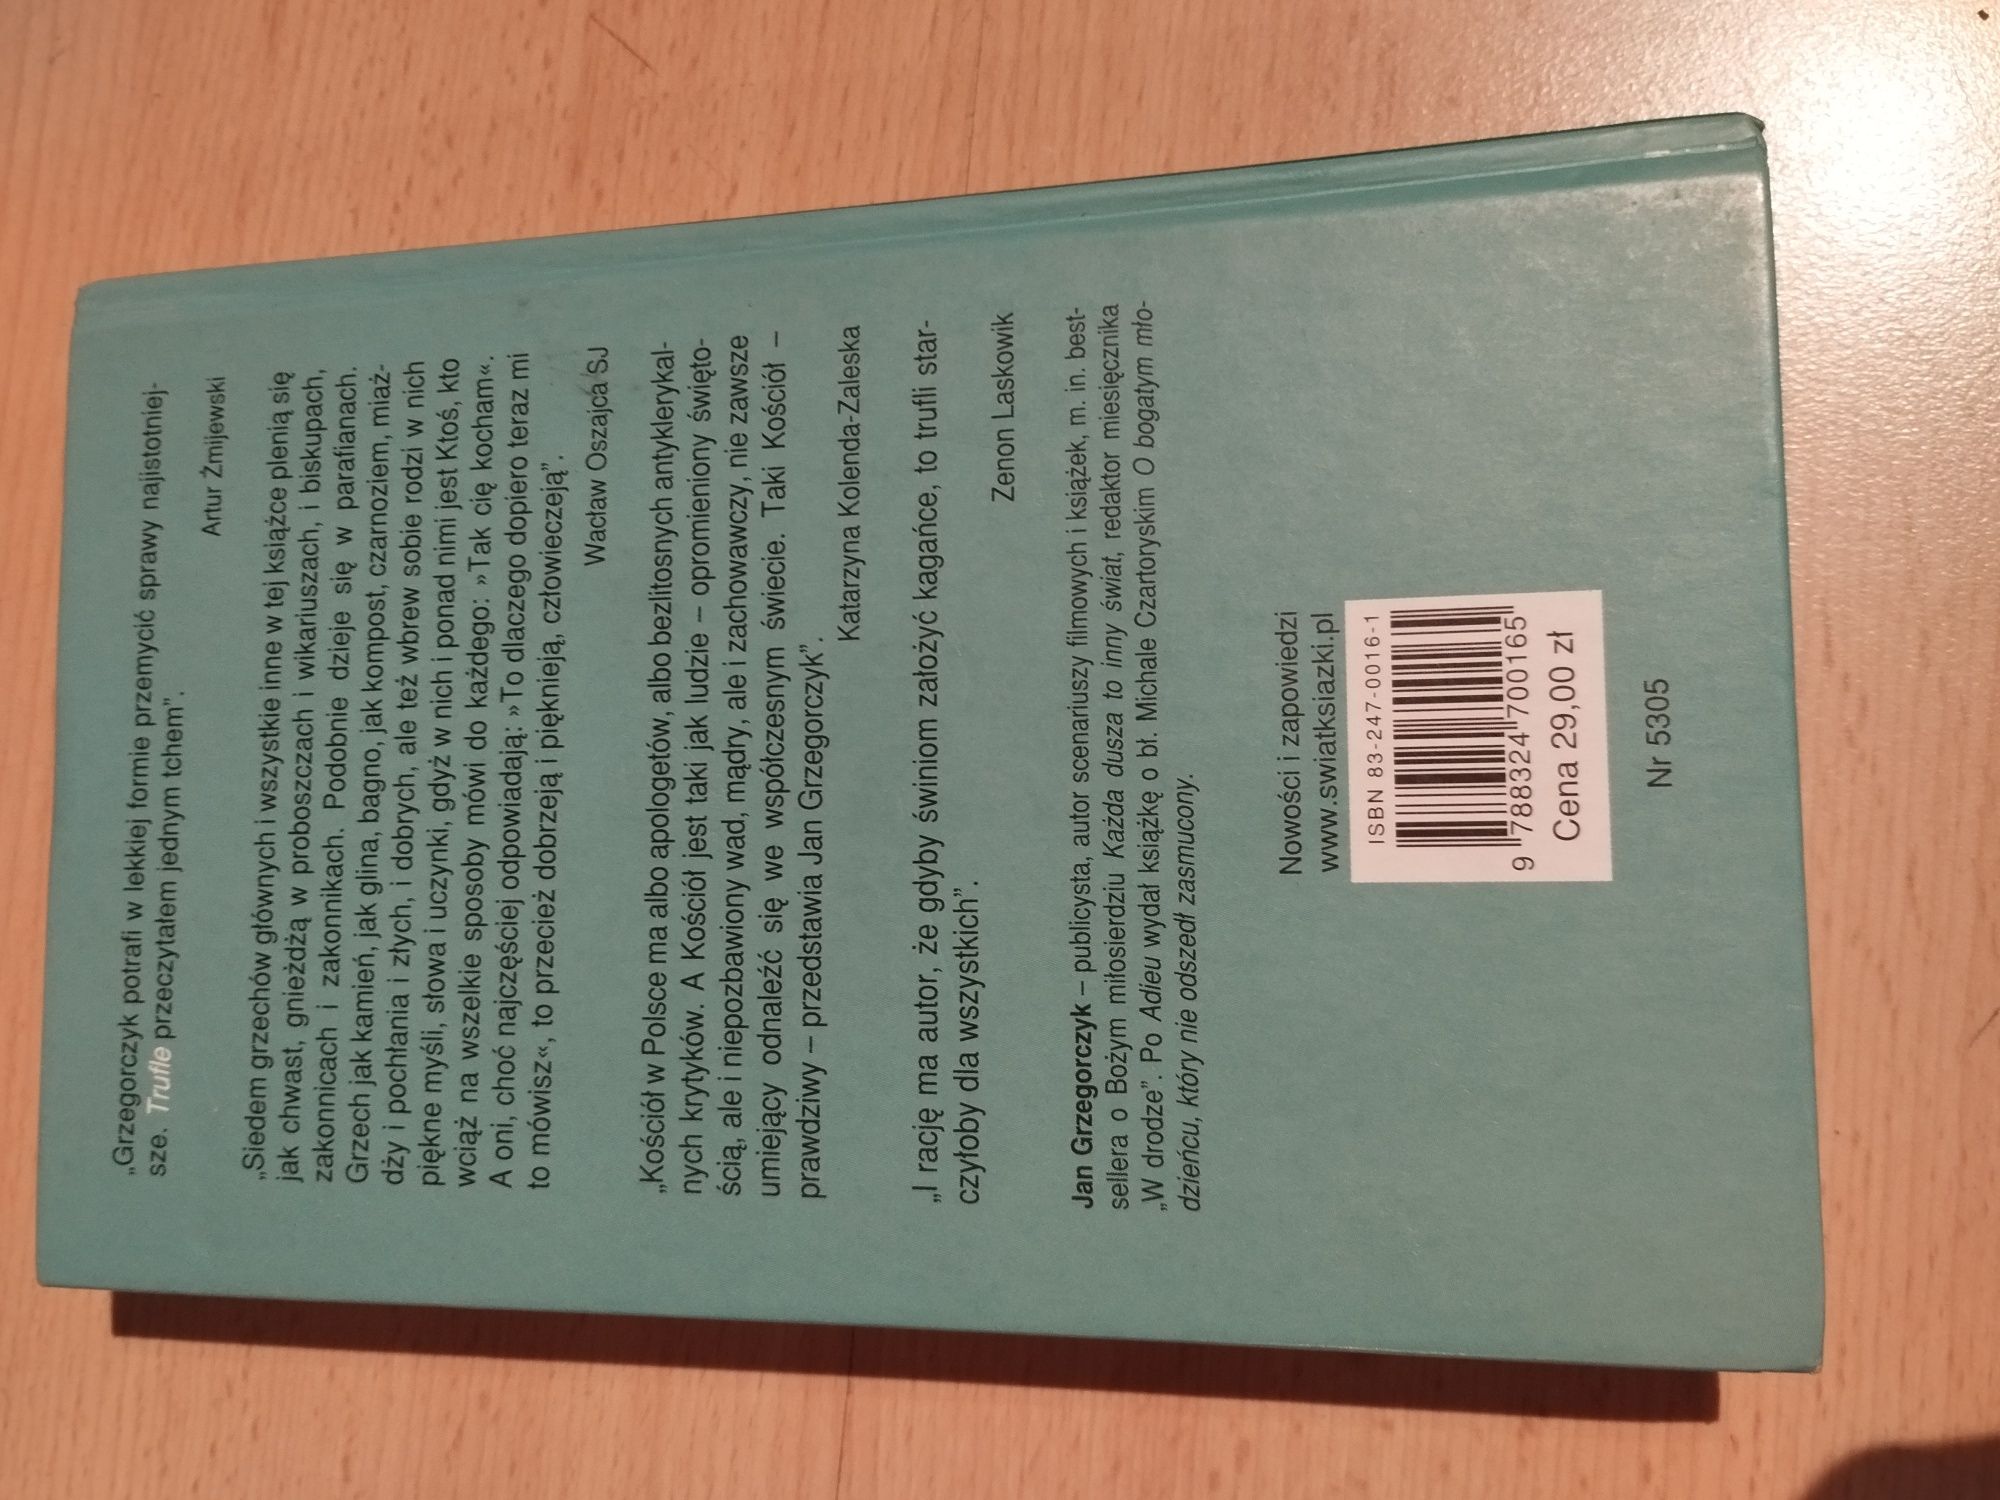 „Grzegorczyk potrafi w lekkiej formie przemycić sprawy najistotniej-
sze. Trufle przeczytałem jednym tchem”.
Artur Żmijewski
„Siedem grzechów głównych i wszystkie inne w tej książce plenią się
jak chwast, gnieżdżą w proboszczach i wikariuszach, i biskupach,
zakonnicach i zakonnikach. Podobnie dzieje się w parafianach.
Grzech jak kamień, jak glina, bagno, jak kompost, czarnoziem, miaż-
dży i pochłania i złych, i dobrych, ale też wbrew sobie rodzi w nich
piękne myśli, słowa i uczynki, gdyż w nich i ponad nimi jest Ktoś, kto
wciąż na wszelkie sposoby mówi do każdego: »Tak cię kocham«.
A oni, choć najczęściej odpowiadają: »To dlaczego dopiero teraz mi
to mówisz«, to przecież dobrzeją i pięknieją, człowieczeją”.
Wacław Oszajca SJ
„Kościół w Polsce ma albo apologetów, albo bezlitosnych antyklerykal-
nych krytyków. A Kościół jest taki jak ludzie – opromieniony święto-
ścią, ale i niepozbawiony wad, mądry, ale i zachowawczy, nie zawsze
umiejący odnaleźć się we współczesnym świecie. Taki Kościół –
prawdziwy – przedstawia Jan Grzegorczyk”.
Katarzyna Kolenda-Zaleska
„I rację ma autor, że gdyby świniom założyć kagańce, to trufli star-
czyłoby dla wszystkich”.
Zenon Laskowik
Jan Grzegorczyk – publicysta, autor scenariuszy filmowych i książek, m. in. best-
sellera o Bożym miłosierdziu Każda dusza to inny świat, redaktor miesięcznika
„W drodze”. Po Adieu wydał książkę o bł. Michale Czartoryskim O bogatym mło-
dzieńcu, który nie odszedł zasmucony.
Nowości i zapowiedzi
www.swiatksiazki.pl
ISBN 83-247-0016-1
9 788324 700165
Cena 29,00 zł
Nr 5305